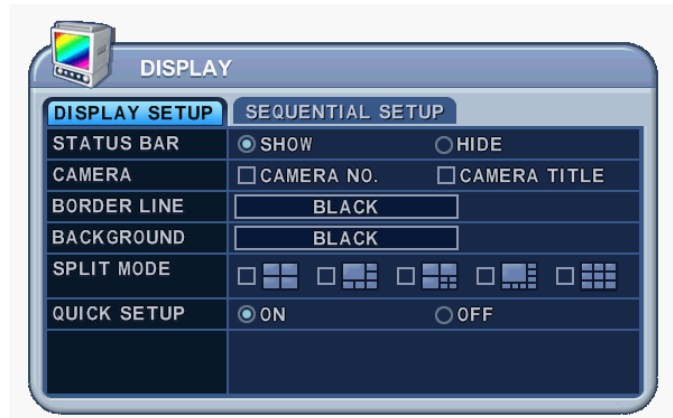 DISPLAY
DISPLAY SETUP SEQUENTIAL SETUP
STATUS BAR SHOW HIDE
CAMERA CAMERA NO. CAMERA TITLE
BORDER LINE BLACK
BACKGROUND BLACK
SPLIT MODE
QUICK SETUP ON OFF